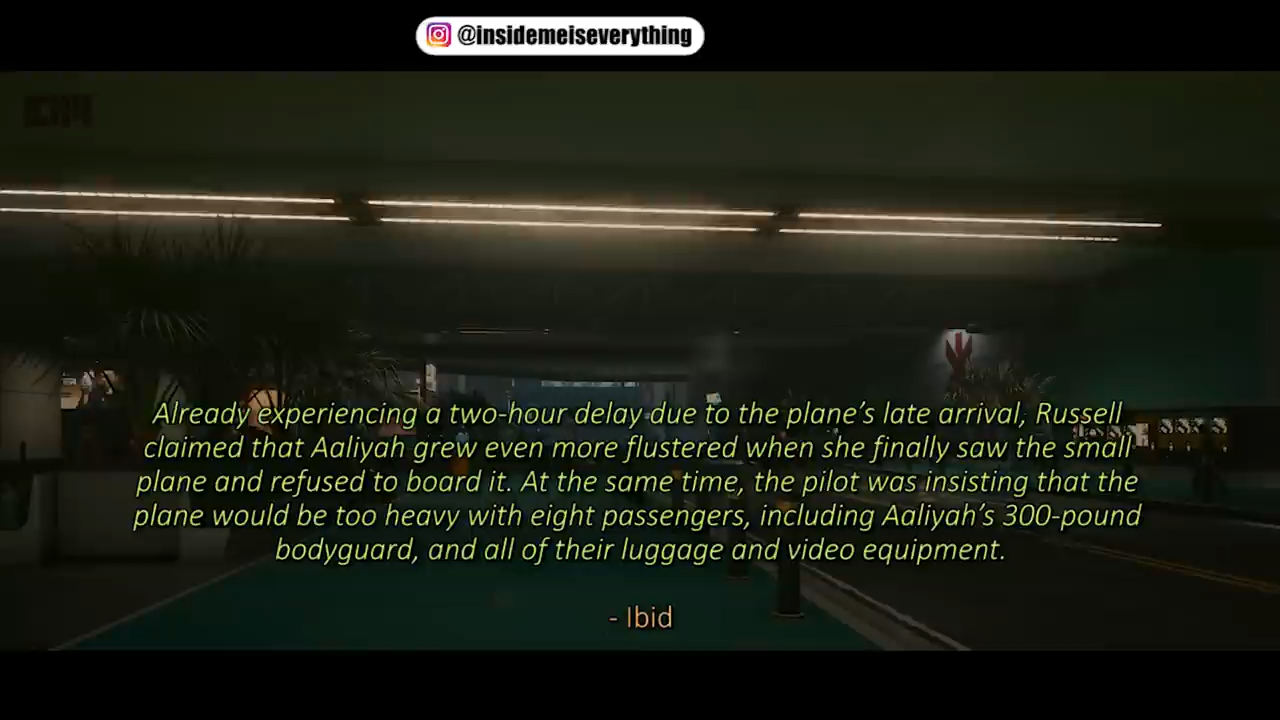 @insidemeiseverything
Already experiencing a two-hour delay due to the plane's late arrival, Russell
claimed that Aaliyah grew even more flustered when she finally saw the small
plane and refused to board it. At the same time, the pilot was insisting that the
plane would be too heavy with eight passengers, including Aaliyah's 300-pound
bodyguard, and all of their luggage and video equipment.
- Ibid